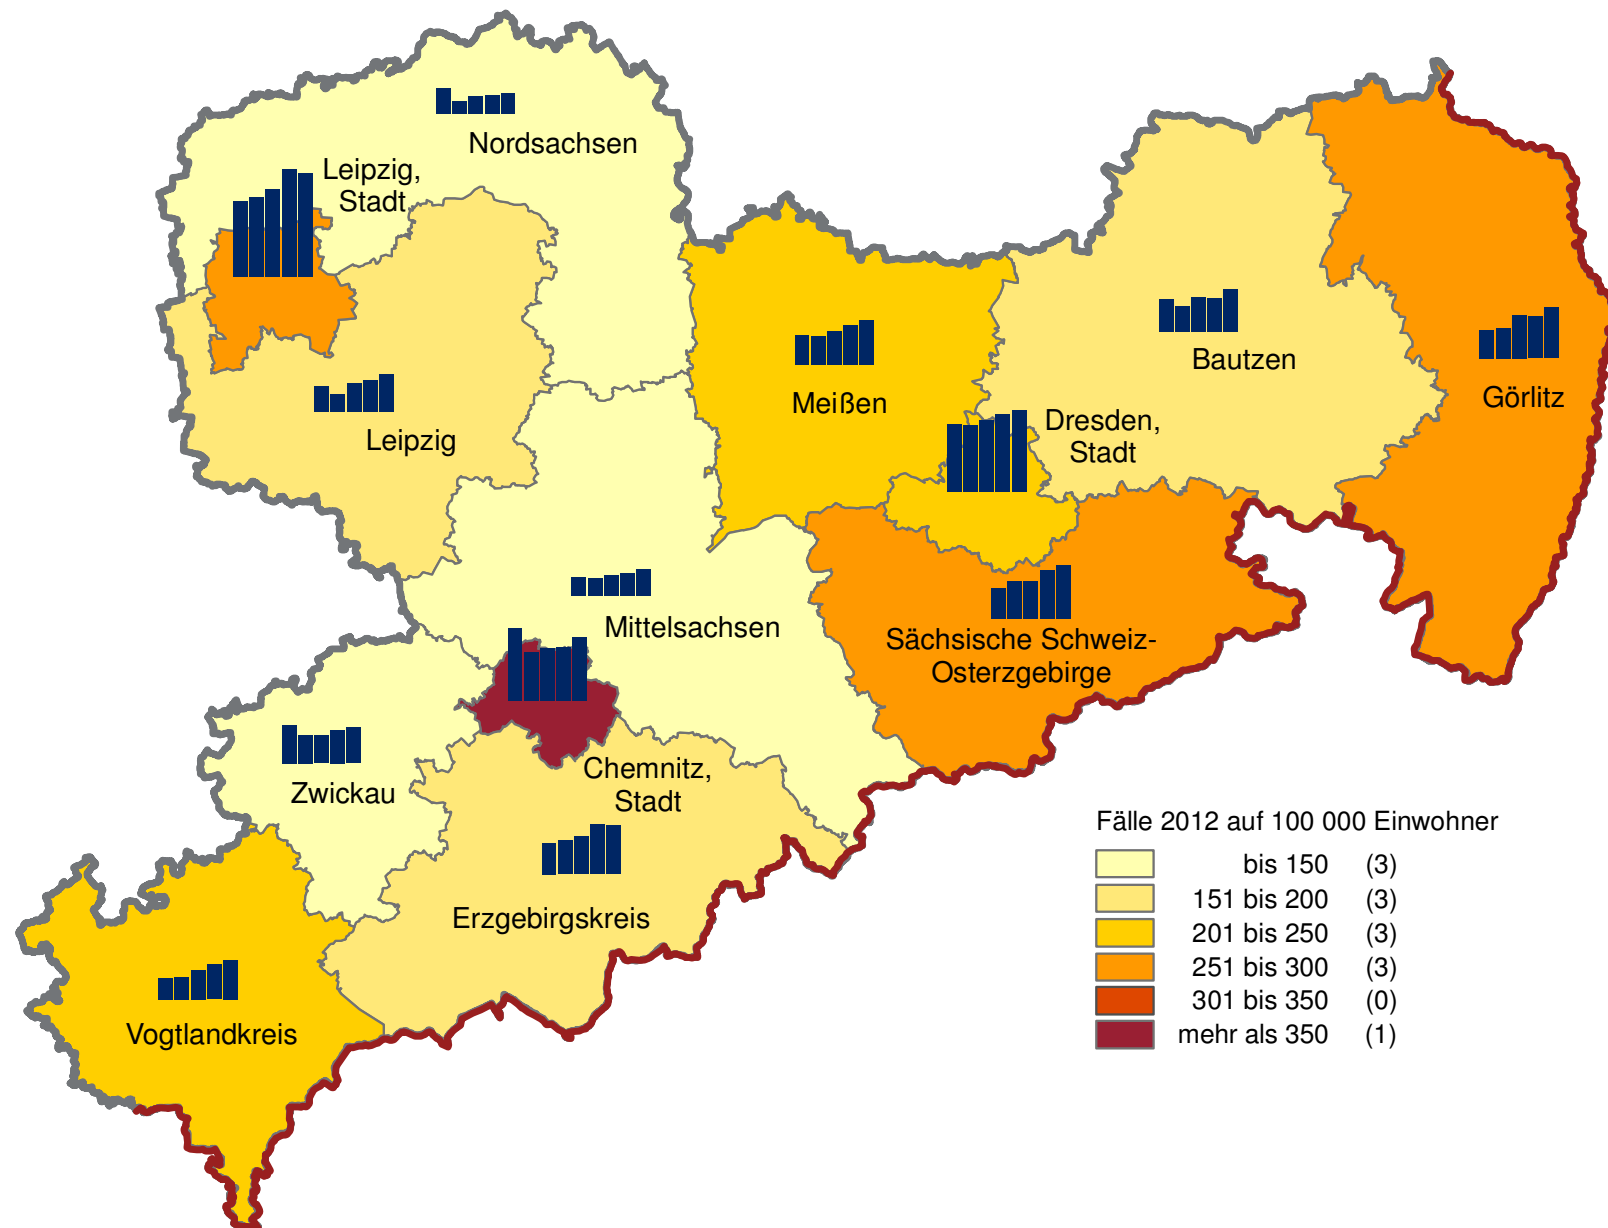 Nordsachsen
Leipzig,
Stadt
Leipzig
Meißen
Dresden,
Stadt
Bautzen
Görlitz
Mittelsachsen
Sächsische Schweiz-
Osterzgebirge
Zwickau
Chemnitz,
Stadt
Erzgebirgskreis
Vogtlandkreis
Fälle 2012 auf 100 000 Einwohner
bis 150 (3)
151 bis 200 (3)
201 bis 250 (3)
251 bis 300 (3)
301 bis 350 (0)
mehr als 350 (1)